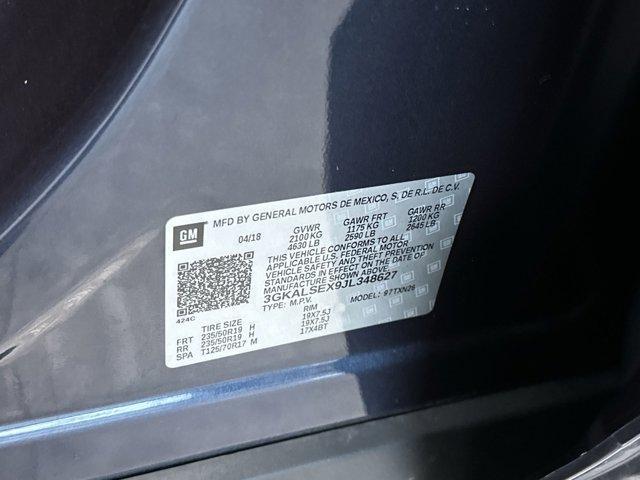 GM
MFD BY GENERAL MOTORS DE MEXICO, S. DE R.L. DE C.V.
04/18 GVWR GAWR FRT GAWR RR
2100 KG 1175 KG 1200 KG
4630 LB 2590 LB 2645 LB
THIS VEHICLE CONFORMS TO ALL
APPLICABLE U.S. FEDERAL MOTOR
VEHICLE SAFETY AND THEFT PREVENTION
STANDARDS IN EFFECT ON THE DATE OF
MANUFACTURE SHOWN ABOVE.
3GKALSEX9JL348627
TYPE: M.P.V. MODEL: 97TXN26
424C
TIRE SIZE RIM
FRT 235/50R19 H 19X7.5J
RR 235/50R19 H 19X7.5J
SPA T125/70R17 M 17X4BT